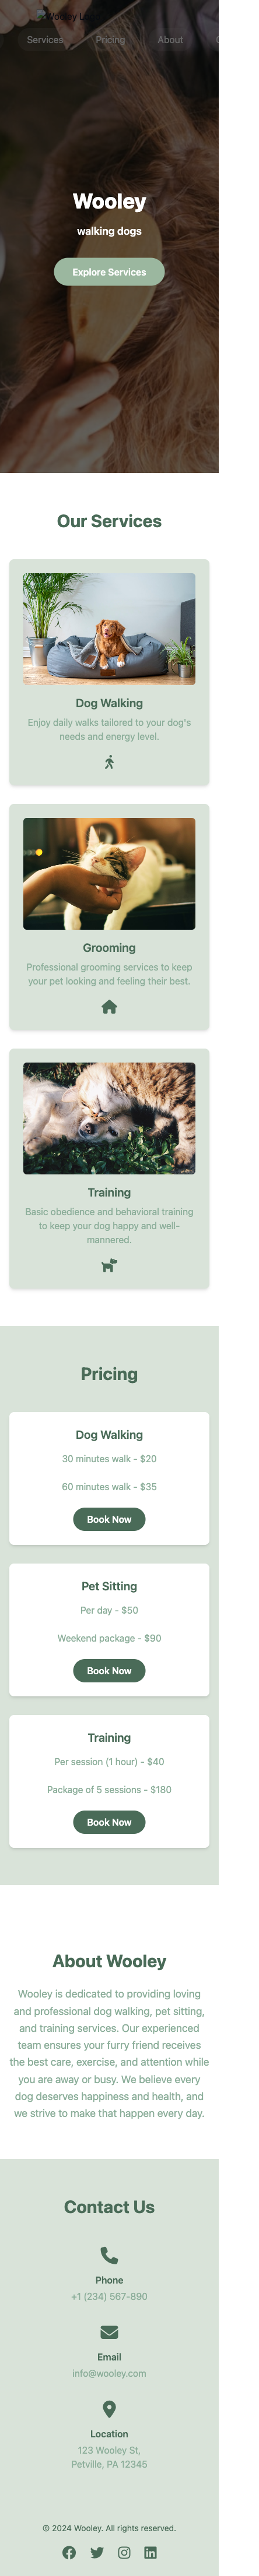 Wooley Lo
Services Pricing About
Wooley
walking dogs
Explore Services
Our Services
Dog Walking
Enjoy daily walks tailored to your dog's
needs and energy level.
Grooming
Professional grooming services to keep
your pet looking and feeling their best.
Training
Basic obedience and behavioral training
to keep your dog happy and well-
mannered.
Pricing
Dog Walking
30 minutes walk - $20
60 minutes walk - $35
Book Now
Pet Sitting
Per day - $50
Weekend package - $90
Book Now
Training
Per session (1 hour) - $40
Package of 5 sessions - $180
Book Now
About Wooley
Wooley is dedicated to providing loving
and professional dog walking, pet sitting,
and training services. Our experienced
team ensures your furry friend receives
the best care, exercise, and attention while
you are away or busy. We believe every
dog deserves happiness and health, and
we strive to make that happen every day.
Contact Us
Phone
+1 (234) 567-890
Email
info@wooley.com
Location
123 Wooley St,
Petville, PA 12345
© 2024 Wooley. All rights reserved.